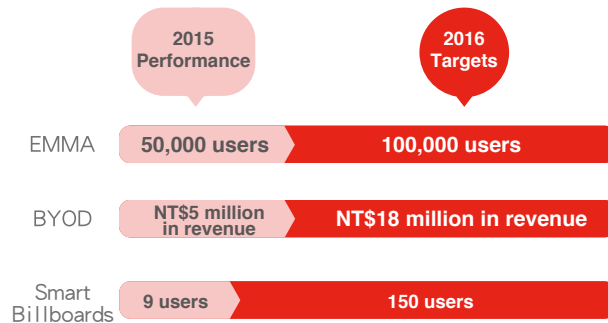 2015
Performance
2016
Targets
EMMA
50,000 users
100,000 users
BYOD
NT$5 million
in revenue
NT$18 million in revenue
Smart
Billboards
9 users
150 users